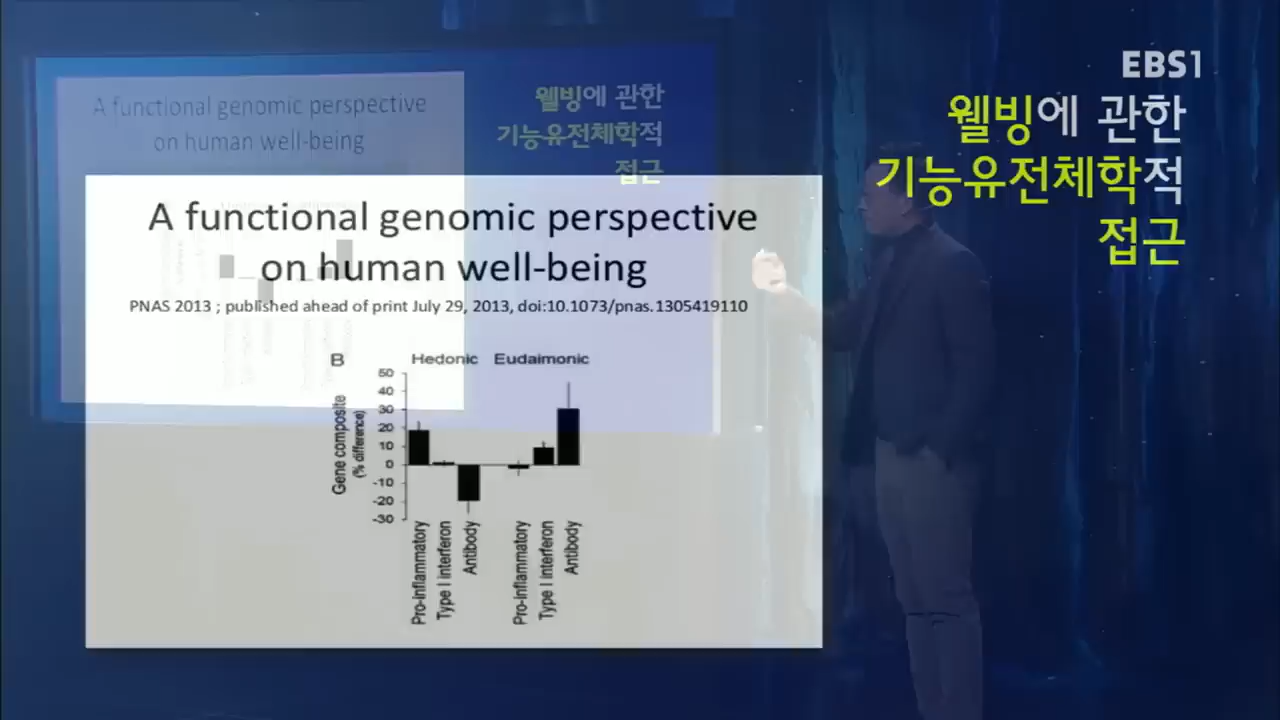 EBS1
웰빙에 관한
기능유전체학적
접근
A functional genomic perspective
on human well-being
웰빙에 관한
기능유전체학적
접근
A functional genomic perspective
on human well-being
PNAS 2013 ; published ahead of print July 29, 2013, doi:10.1073/pnas.1305419110
B Hedonic Eudaimonic
Gene composite
(% difference)
50
40
30
20
10
0
-10
-20
-30
Pro-inflammatory
Type I interferon
Antibody
Pro-inflammatory
Type I interferon
Antibody